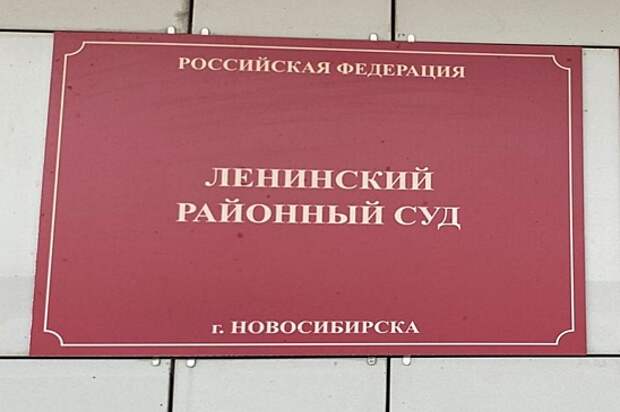 РОССИЙСКАЯ ФЕДЕРАЦИЯ
ЛЕНИНСКИЙ
РАЙОННЫЙ СУД
г. НОВОСИБИРСКА